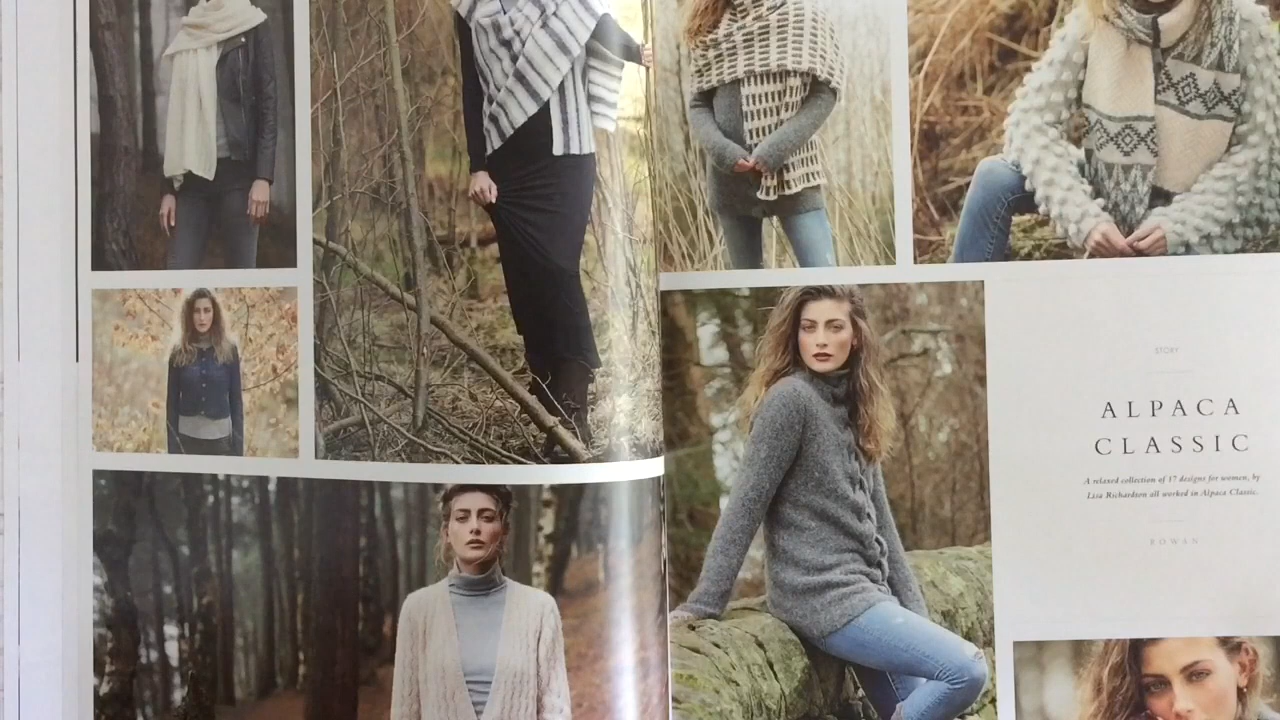 STORY
ALPACA
CLASSIC
A relaxed collection of 17 designs for women, by
Lisa Richardson all worked in Alpaca Classic.
ROWAN